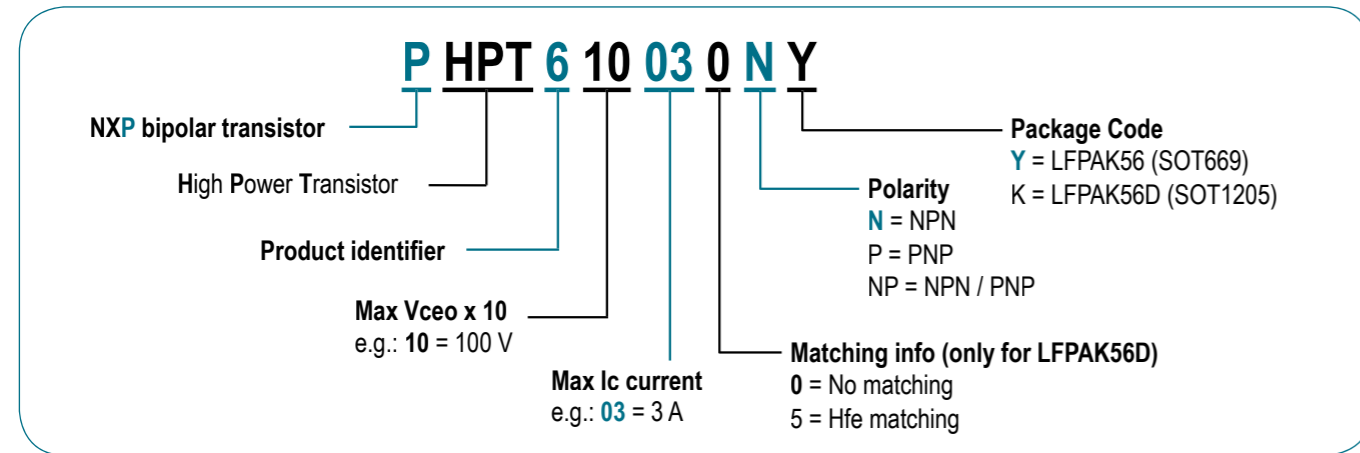 P HPT 6 10 03 0 N Y
NXP bipolar transistor
High Power Transistor
Product identifier
Max Vceo x 10
e.g.: 10 = 100 V
Max Ic current
e.g.: 03 = 3 A
Matching info (only for LFPAK56D)
0 = No matching
5 = Hfe matching
Polarity
N = NPN
P = PNP
NP = NPN / PNP
Package Code
Y = LFPAK56 (SOT669)
K = LFPAK56D (SOT1205)